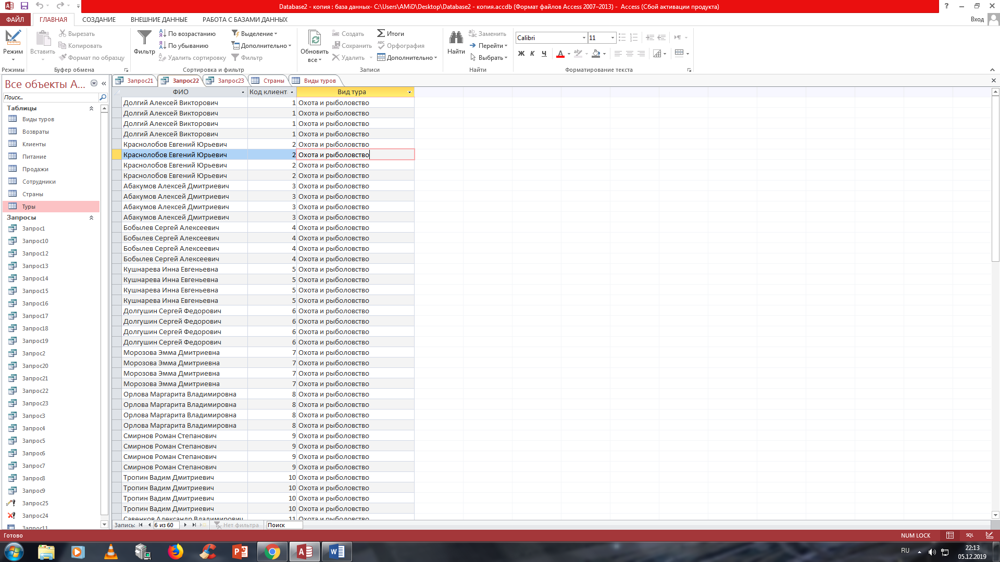 Database2 - копия : база данных- C:\Users\AMiD\Desktop\Database2 - копия.accdb (Формат файлов Access 2007–2013) -  Access (Сбой активации продукта)
ФАЙЛ ГЛАВНАЯ СОЗДАНИЕ ВНЕШНИЕ ДАННЫЕ РАБОТА С БАЗАМИ ДАННЫХ Вход
Режим
Режимы
Вставить
Вырезать
Копировать
Формат по образцу
Буфер обмена
Фильтр
По возрастанию
По убыванию
Удалить сортировку
Выделение
Дополнительно
Фильтр
Сортировка и фильтр
Обновить
все
Создать
Сохранить
Удалить
Итоги
Орфография
Дополнительно
Записи
Найти
Заменить
Перейти
Выбрать
Найти
Calibri 11
Ж К Ч
Форматирование текста
Все объекты A...
Поиск...
Таблицы
Виды туров
Возвраты
Клиенты
Питание
Продажи
Сотрудники
Страны
Туры
Запросы
Запрос1
Запрос10
Запрос12
Запрос13
Запрос14
Запрос15
Запрос16
Запрос17
Запрос18
Запрос19
Запрос2
Запрос20
Запрос21
Запрос22
Запрос23
Запрос3
Запрос4
Запрос5
Запрос6
Запрос7
Запрос8
Запрос9
Запрос25
Запрос24
Запрос11
Запрос21 Запрос22 Запрос23 Страны Виды туров
ФИО Код клиент Вид тура
Долгий Алексей Викторович 1 Охота и рыболовство
Долгий Алексей Викторович 1 Охота и рыболовство
Долгий Алексей Викторович 1 Охота и рыболовство
Долгий Алексей Викторович 1 Охота и рыболовство
Краснолобов Евгений Юрьевич 2 Охота и рыболовство
Краснолобов Евгений Юрьевич 2 Охота и рыболовство
Краснолобов Евгений Юрьевич 2 Охота и рыболовство
Краснолобов Евгений Юрьевич 2 Охота и рыболовство
Абакумов Алексей Дмитриевич 3 Охота и рыболовство
Абакумов Алексей Дмитриевич 3 Охота и рыболовство
Абакумов Алексей Дмитриевич 3 Охота и рыболовство
Абакумов Алексей Дмитриевич 3 Охота и рыболовство
Бобылев Сергей Алексеевич 4 Охота и рыболовство
Бобылев Сергей Алексеевич 4 Охота и рыболовство
Бобылев Сергей Алексеевич 4 Охота и рыболовство
Бобылев Сергей Алексеевич 4 Охота и рыболовство
Кушнарева Инна Евгеньевна 5 Охота и рыболовство
Кушнарева Инна Евгеньевна 5 Охота и рыболовство
Кушнарева Инна Евгеньевна 5 Охота и рыболовство
Кушнарева Инна Евгеньевна 5 Охота и рыболовство
Долгушин Сергей Федорович 6 Охота и рыболовство
Долгушин Сергей Федорович 6 Охота и рыболовство
Долгушин Сергей Федорович 6 Охота и рыболовство
Долгушин Сергей Федорович 6 Охота и рыболовство
Морозова Эмма Дмитриевна 7 Охота и рыболовство
Морозова Эмма Дмитриевна 7 Охота и рыболовство
Морозова Эмма Дмитриевна 7 Охота и рыболовство
Морозова Эмма Дмитриевна 7 Охота и рыболовство
Орлова Маргарита Владимировна 8 Охота и рыболовство
Орлова Маргарита Владимировна 8 Охота и рыболовство
Орлова Маргарита Владимировна 8 Охота и рыболовство
Орлова Маргарита Владимировна 8 Охота и рыболовство
Смирнов Роман Степанович 9 Охота и рыболовство
Смирнов Роман Степанович 9 Охота и рыболовство
Смирнов Роман Степанович 9 Охота и рыболовство
Смирнов Роман Степанович 9 Охота и рыболовство
Тропин Вадим Дмитриевич 10 Охота и рыболовство
Тропин Вадим Дмитриевич 10 Охота и рыболовство
Тропин Вадим Дмитриевич 10 Охота и рыболовство
Тропин Вадим Дмитриевич 10 Охота и рыболовство
Савенков Александр Владимирович 11 Охота и рыболовство
Запись: 6 из 60 Нет фильтра Поиск
Готово NUM LOCK SQL
RU 22:13
05.12.2019